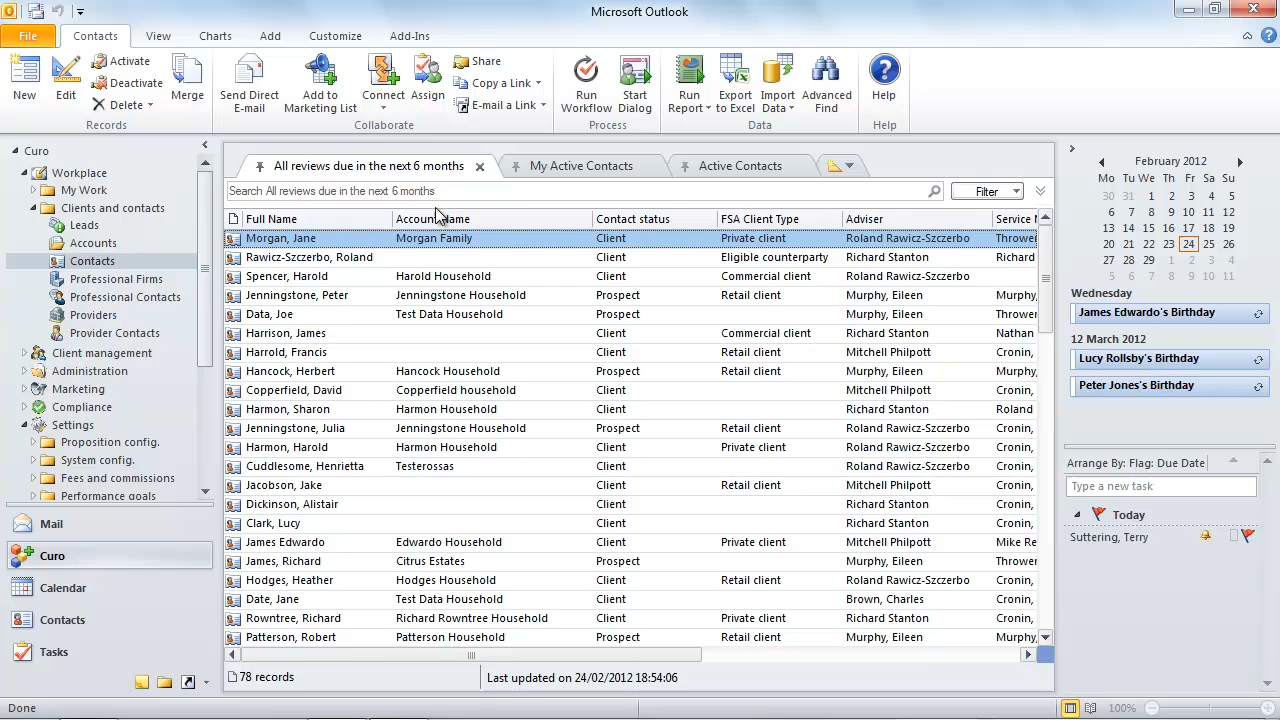 Microsoft Outlook
File Contacts View Charts Add Customize Add-Ins
New Edit Activate Deactivate Delete Merge
Records
Send Direct E-mail Add to Marketing List Connect Assign Share Copy a Link E-mail a Link
Collaborate
Run Workflow Start Dialog
Process
Run Report Export to Excel Import Data Advanced Find
Data
Help
Help
Curo
Workplace
My Work
Clients and contacts
Leads
Accounts
Contacts
Professional Firms
Professional Contacts
Providers
Provider Contacts
Client management
Administration
Marketing
Compliance
Settings
Proposition config.
System config.
Fees and commissions
Performance goals
Mail
Curo
Calendar
Contacts
Tasks
All reviews due in the next 6 months My Active Contacts Active Contacts
Search All reviews due in the next 6 months Filter
Full Name Account Name Contact status FSA Client Type Adviser Service
Morgan, Jane Morgan Family Client Private client Roland Rawicz-Szczerbo Thrower
Rawicz-Szczerbo, Roland Client Eligible counterparty Richard Stanton Richard
Spencer, Harold Harold Household Client Commercial client Roland Rawicz-Szczerbo
Jenningstone, Peter Jenningstone Household Prospect Retail client Murphy, Eileen Murphy,
Data, Joe Test Data Household Prospect Murphy, Eileen Thrower
Harrison, James Client Commercial client Richard Stanton Nathan
Harrold, Francis Client Retail client Mitchell Philpott Cronin,
Hancock, Herbert Hancock Household Prospect Retail client Murphy, Eileen Murphy,
Copperfield, David Copperfield household Client Mitchell Philpott Cronin,
Harmon, Sharon Harmon Household Client Richard Stanton Roland
Jenningstone, Julia Jenningstone Household Prospect Retail client Roland Rawicz-Szczerbo Cronin,
Harmon, Harold Harmon Household Client Private client Roland Rawicz-Szczerbo Cronin,
Cuddlesome, Henrietta Testerossas Client Roland Rawicz-Szczerbo Cronin,
Jacobson, Jake Client Retail client Mitchell Philpott Cronin,
Dickinson, Alistair Client Richard Stanton Cronin,
Clark, Lucy Client Richard Stanton Cronin,
James Edwardo Edwardo Household Client Private client Mitchell Philpott Mike Re
James, Richard Citrus Estates Prospect Murphy, Eileen Thrower
Hodges, Heather Hodges Household Client Retail client Roland Rawicz-Szczerbo Cronin,
Date, Jane Test Data Household Prospect Brown, Charles Cronin,
Rowntree, Richard Richard Rowntree Household Client Private client Richard Stanton Cronin,
Patterson, Robert Patterson Household Prospect Retail client Murphy, Eileen Murphy,
78 records Last updated on 24/02/2012 18:54:06
February 2012
Mo Tu We Th Fr Sa Su
30 31 1 2 3 4 5
6 7 8 9 10 11 12
13 14 15 16 17 18 19
20 21 22 23 24 25 26
27 28 29 1 2 3 4
5 6 7 8 9 10 11
Wednesday
James Edwardo's Birthday
12 March 2012
Lucy Rollsby's Birthday
Peter Jones's Birthday
Arrange By: Flag: Due Date
Type a new task
Today
Suttering, Terry
Done 100%